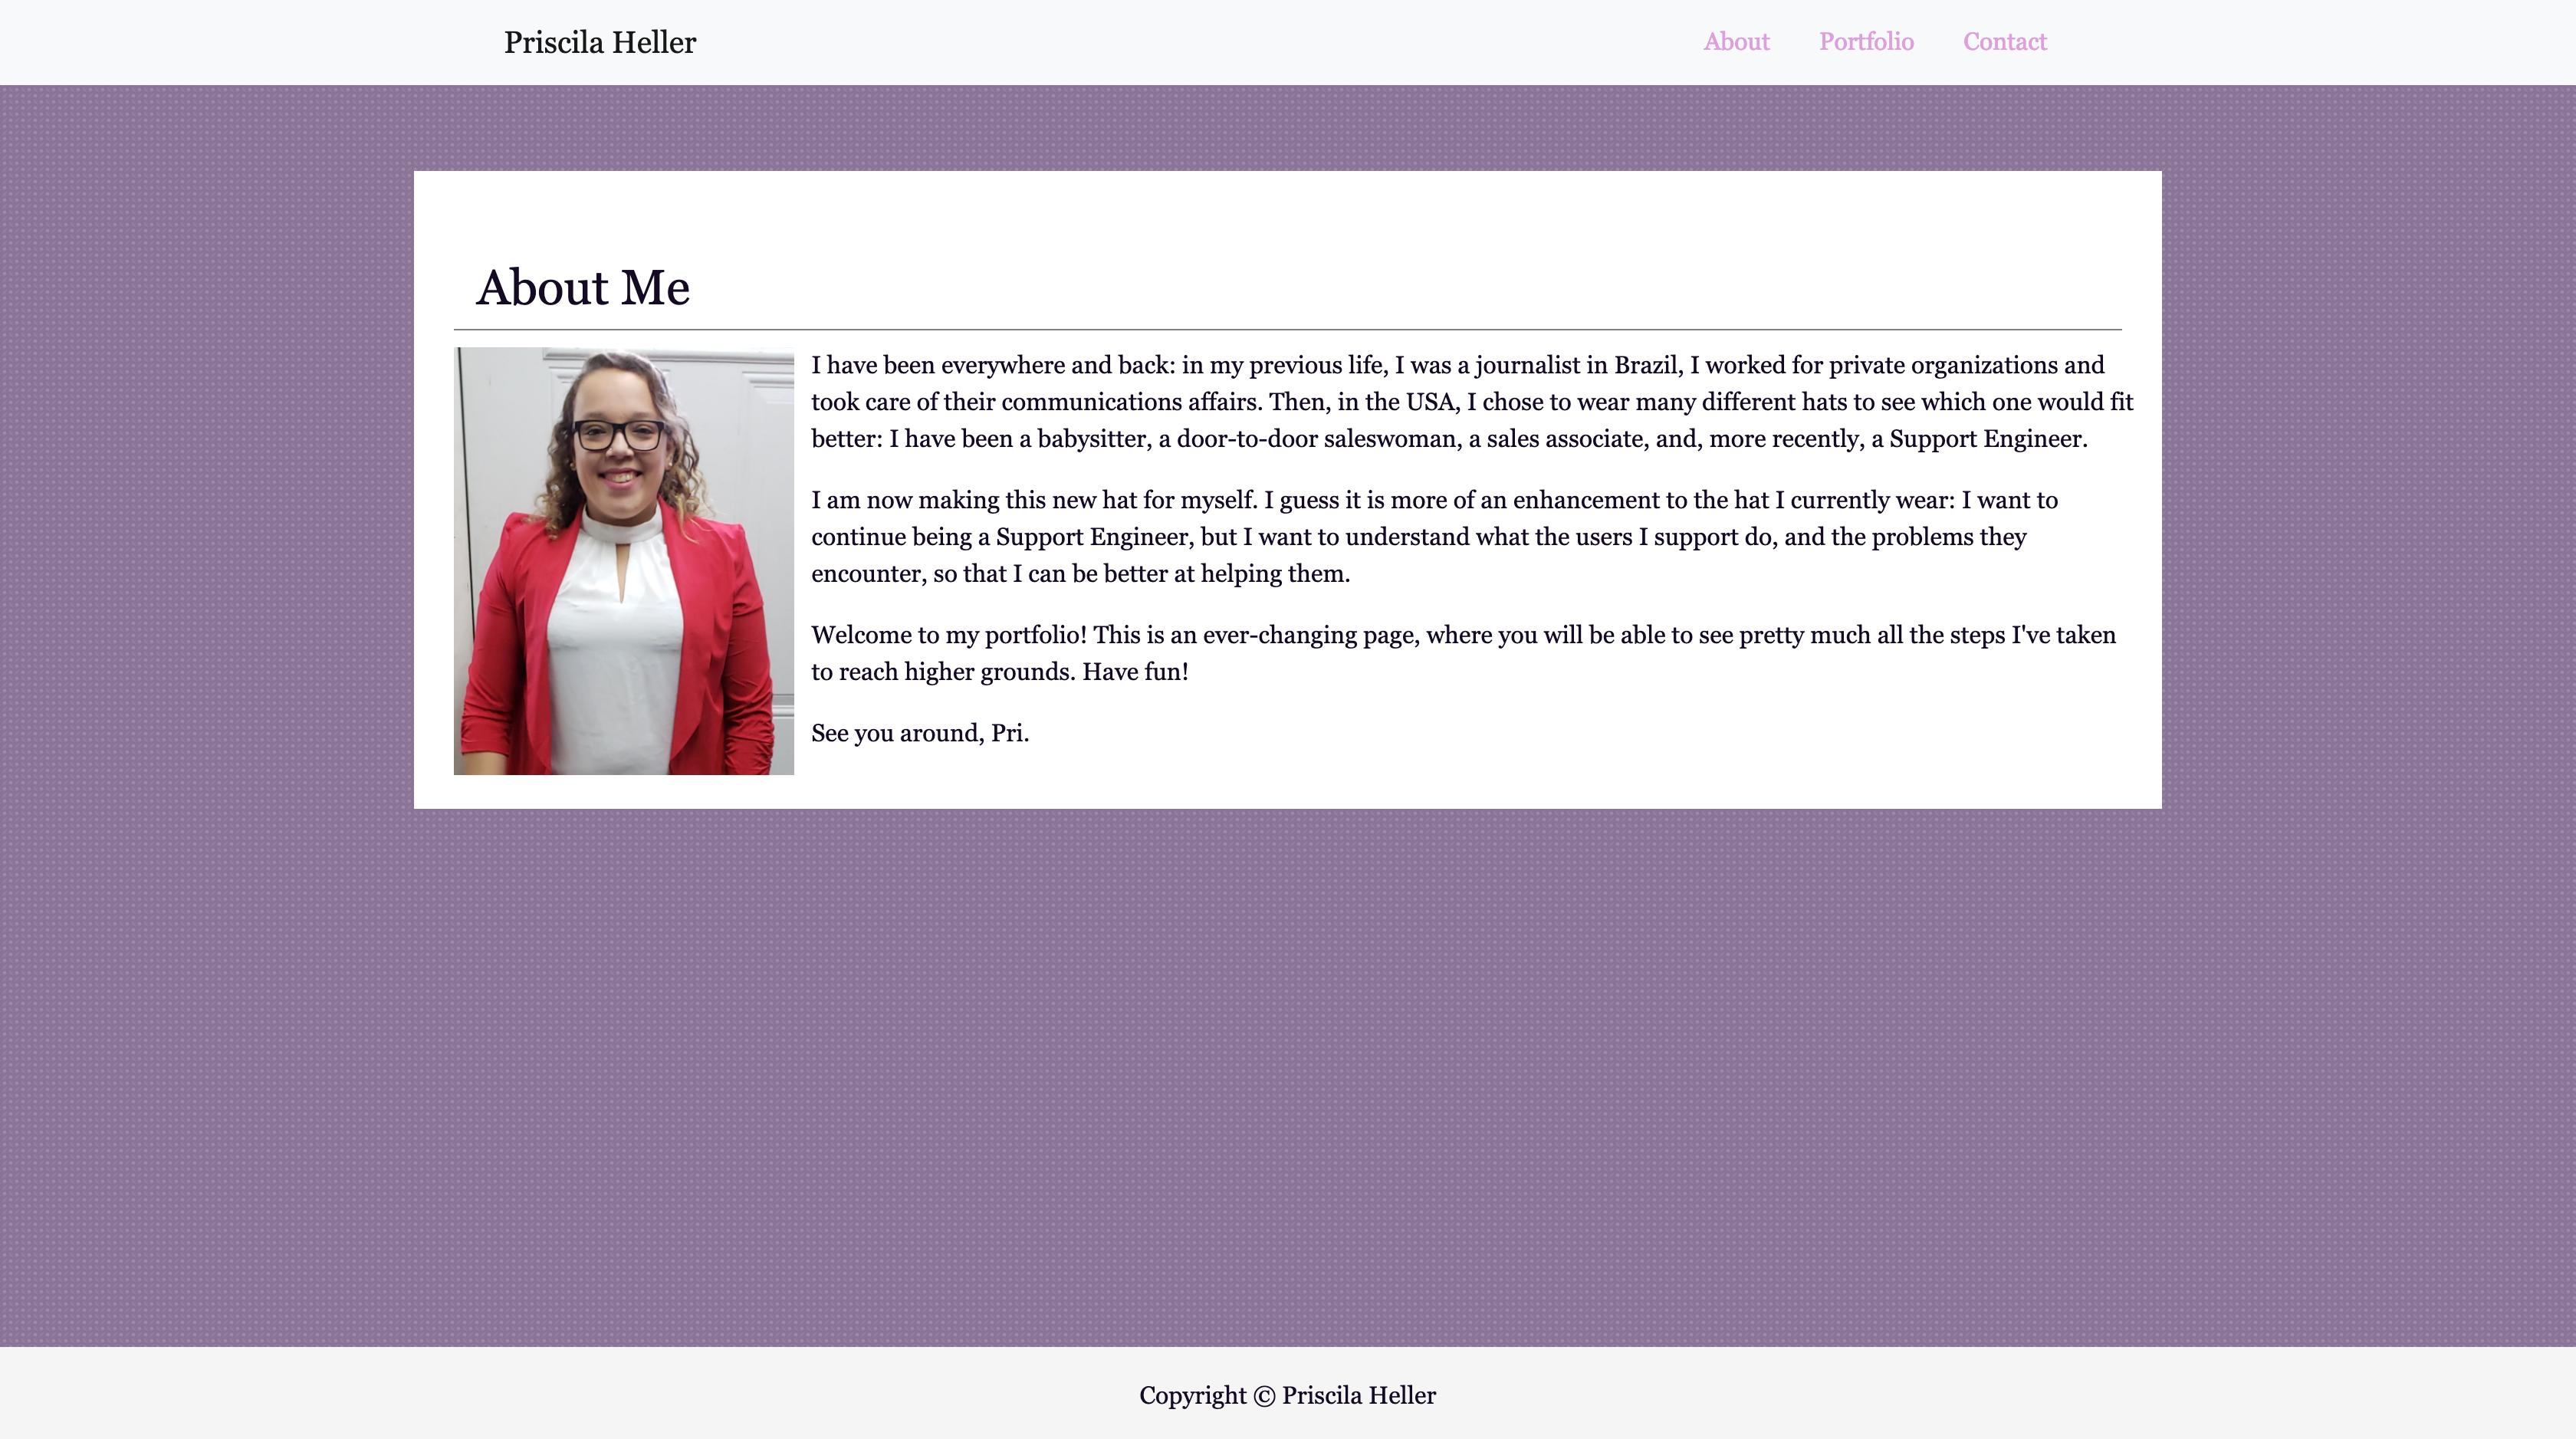 Priscila Heller
About Portfolio Contact
About Me
I have been everywhere and back: in my previous life, I was a journalist in Brazil, I worked for private organizations and
took care of their communications affairs. Then, in the USA, I chose to wear many different hats to see which one would fit
better: I have been a babysitter, a door-to-door saleswoman, a sales associate, and, more recently, a Support Engineer.
I am now making this new hat for myself. I guess it is more of an enhancement to the hat I currently wear: I want to
continue being a Support Engineer, but I want to understand what the users I support do, and the problems they
encounter, so that I can be better at helping them.
Welcome to my portfolio! This is an ever-changing page, where you will be able to see pretty much all the steps I've taken
to reach higher grounds. Have fun!
See you around, Pri.
Copyright © Priscila Heller